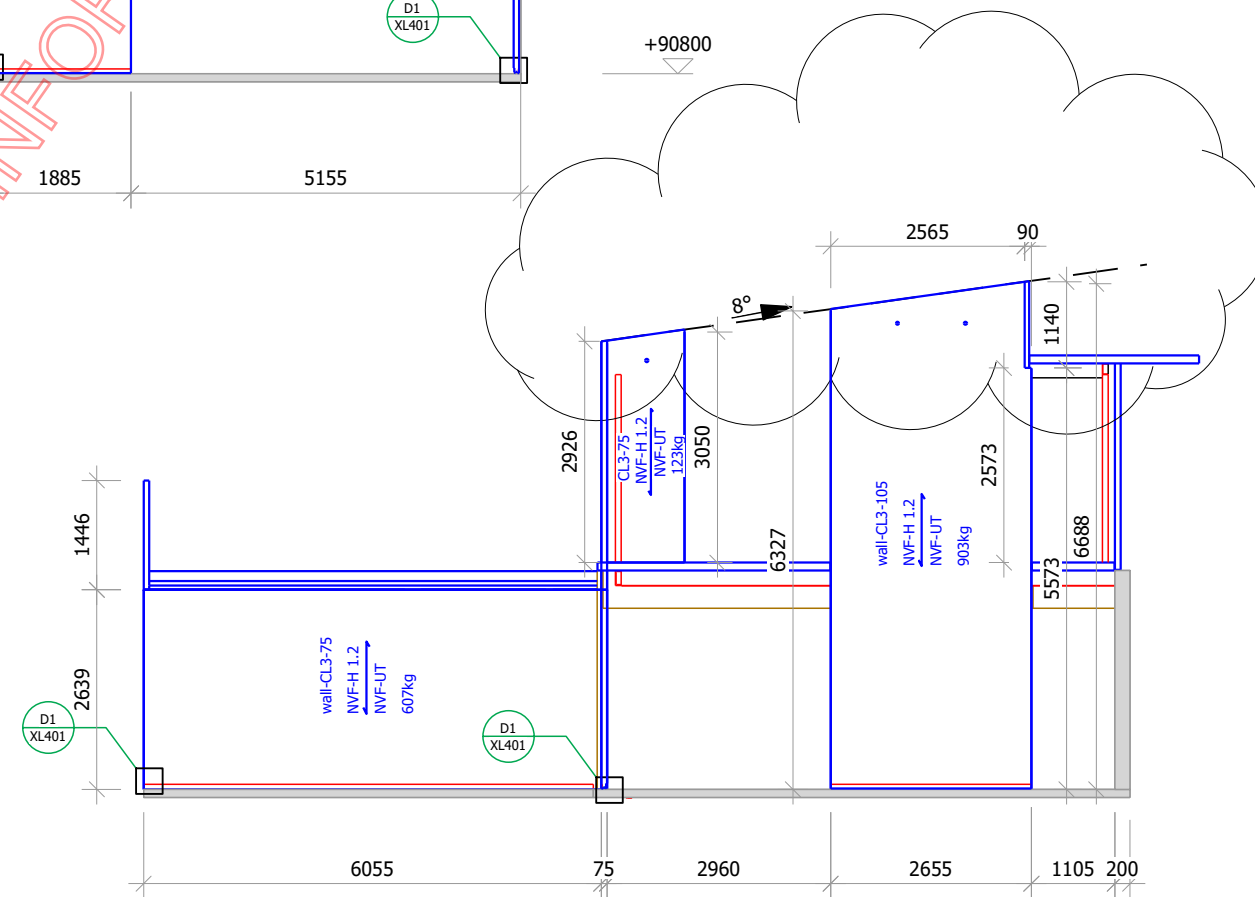 D1
XL401
+90800
INFOR
1885
5155
2565
90
8°
1140
2926
CL3-75
NVF-H 1.2
NVF-UT
123kg
3050
2573
1446
6327
wall-CL3-105
NVF-H 1.2
NVF-UT
903kg
6688
5573
2639
wall-CL3-75
NVF-H 1.2
NVF-UT
607kg
D1
XL401
D1
XL401
6055
75
2960
2655
1105
200